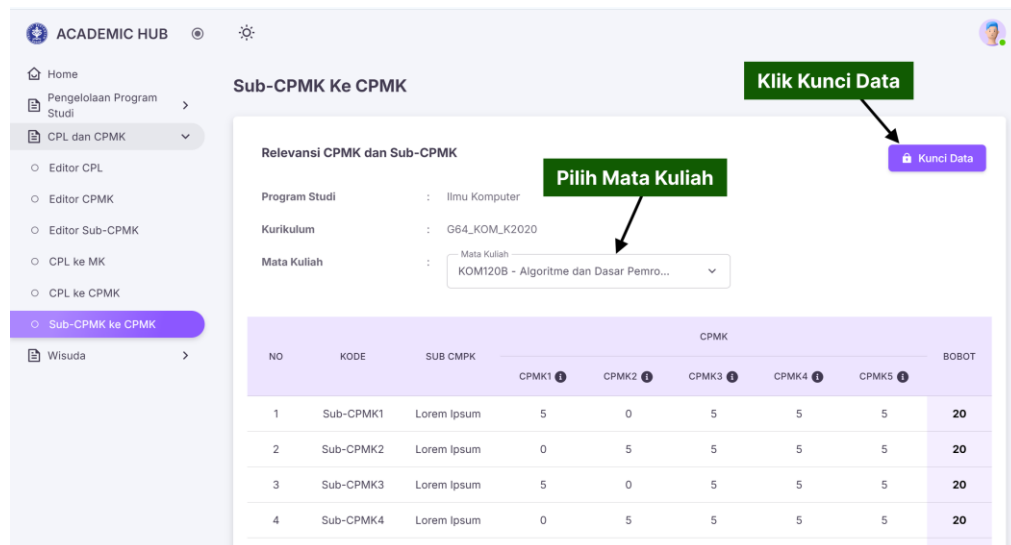 ACADEMIC HUB
Home
Pengelolaan Program
Studi
CPL dan CPMK
Editor CPL
Editor CPMK
Editor Sub-CPMK
CPL ke MK
CPL ke CPMK
Sub-CPMK ke CPMK
Wisuda
Sub-CPMK Ke CPMK
Klik Kunci Data
Relevansi CPMK dan Sub-CPMK
Kunci Data
Pilih Mata Kuliah
Program Studi : Ilmu Komputer
Kurikulum : G64_KOM_K2020
Mata Kuliah
Mata Kuliah : KOM120B - Algoritme dan Dasar Pemro...
CPMK
NO KODE SUB CMPK BOBOT
CPMK1 CPMK2 CPMK3 CPMK4 CPMK5
1 Sub-CPMK1 Lorem Ipsum 5 0 5 5 5 20
2 Sub-CPMK2 Lorem Ipsum 0 5 5 5 5 20
3 Sub-CPMK3 Lorem Ipsum 5 0 5 5 5 20
4 Sub-CPMK4 Lorem Ipsum 0 5 5 5 5 20